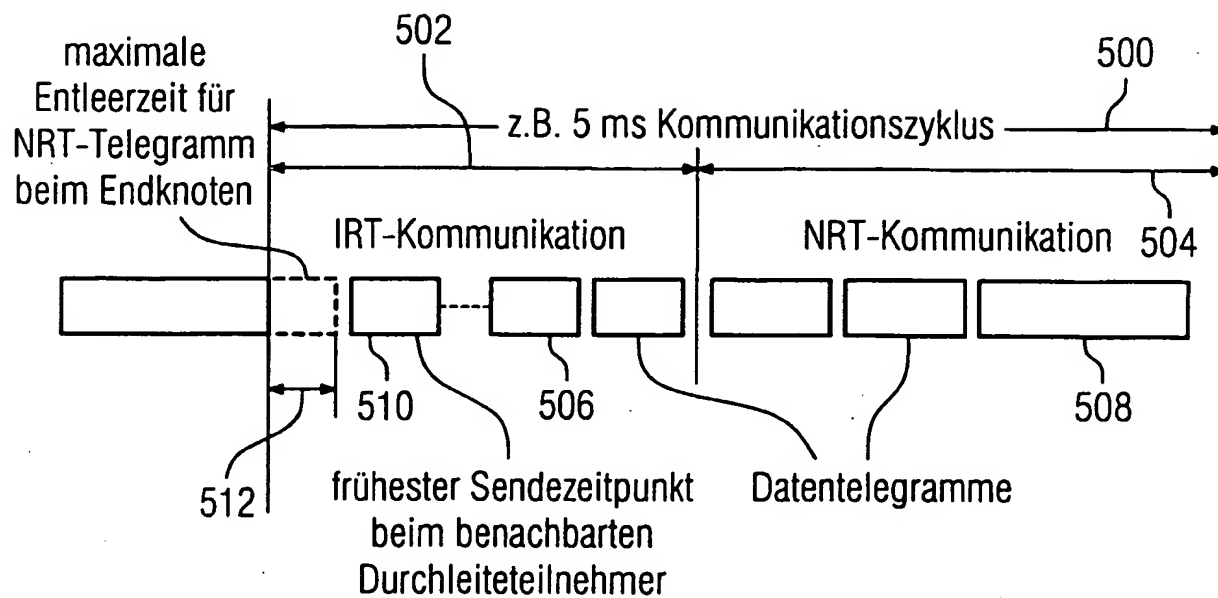 502
500
maximale
Entleerzeit für
NRT-Telegramm
beim Endknoten
z.B. 5 ms Kommunikationszyklus
IRT-Kommunikation
NRT-Kommunikation
504
510
506
508
512
frühester Sendezeitpunkt
beim benachbarten
Durchleiteteilnehmer
Datentelegramme